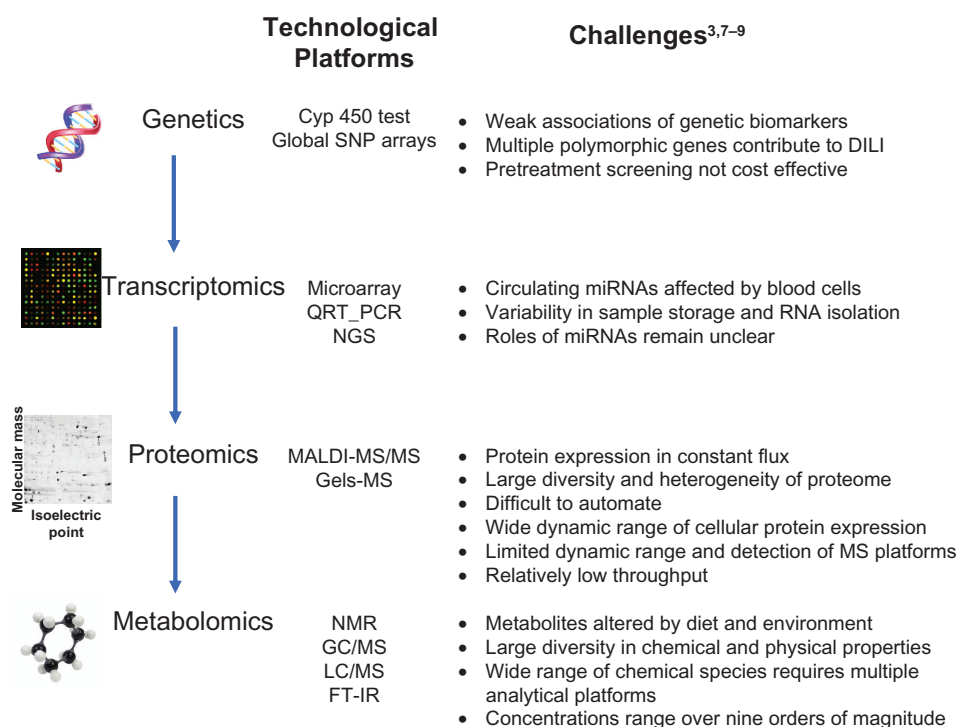 Technological
Platforms
Challenges3,7–9
Genetics
Cyp 450 test
Global SNP arrays
• Weak associations of genetic biomarkers
• Multiple polymorphic genes contribute to DILI
• Pretreatment screening not cost effective
Transcriptomics
Microarray
QRT_PCR
NGS
• Circulating miRNAs affected by blood cells
• Variability in sample storage and RNA isolation
• Roles of miRNAs remain unclear
Molecular mass
Isoelectric
point
Proteomics
MALDI-MS/MS
Gels-MS
• Protein expression in constant flux
• Large diversity and heterogeneity of proteome
• Difficult to automate
• Wide dynamic range of cellular protein expression
• Limited dynamic range and detection of MS platforms
• Relatively low throughput
Metabolomics
NMR
GC/MS
LC/MS
FT-IR
• Metabolites altered by diet and environment
• Large diversity in chemical and physical properties
• Wide range of chemical species requires multiple
analytical platforms
• Concentrations range over nine orders of magnitude